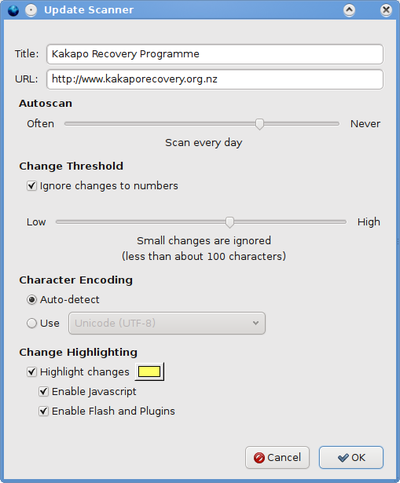 Update Scanner
Title: Kakapo Recovery Programme
URL: http://www.kakaporecovery.org.nz
Autoscan
Often Never
Scan every day
Change Threshold
Ignore changes to numbers
Low High
Small changes are ignored
(less than about 100 characters)
Character Encoding
Auto-detect
Use Unicode (UTF-8)
Change Highlighting
Highlight changes
Enable Javascript
Enable Flash and Plugins
Cancel OK